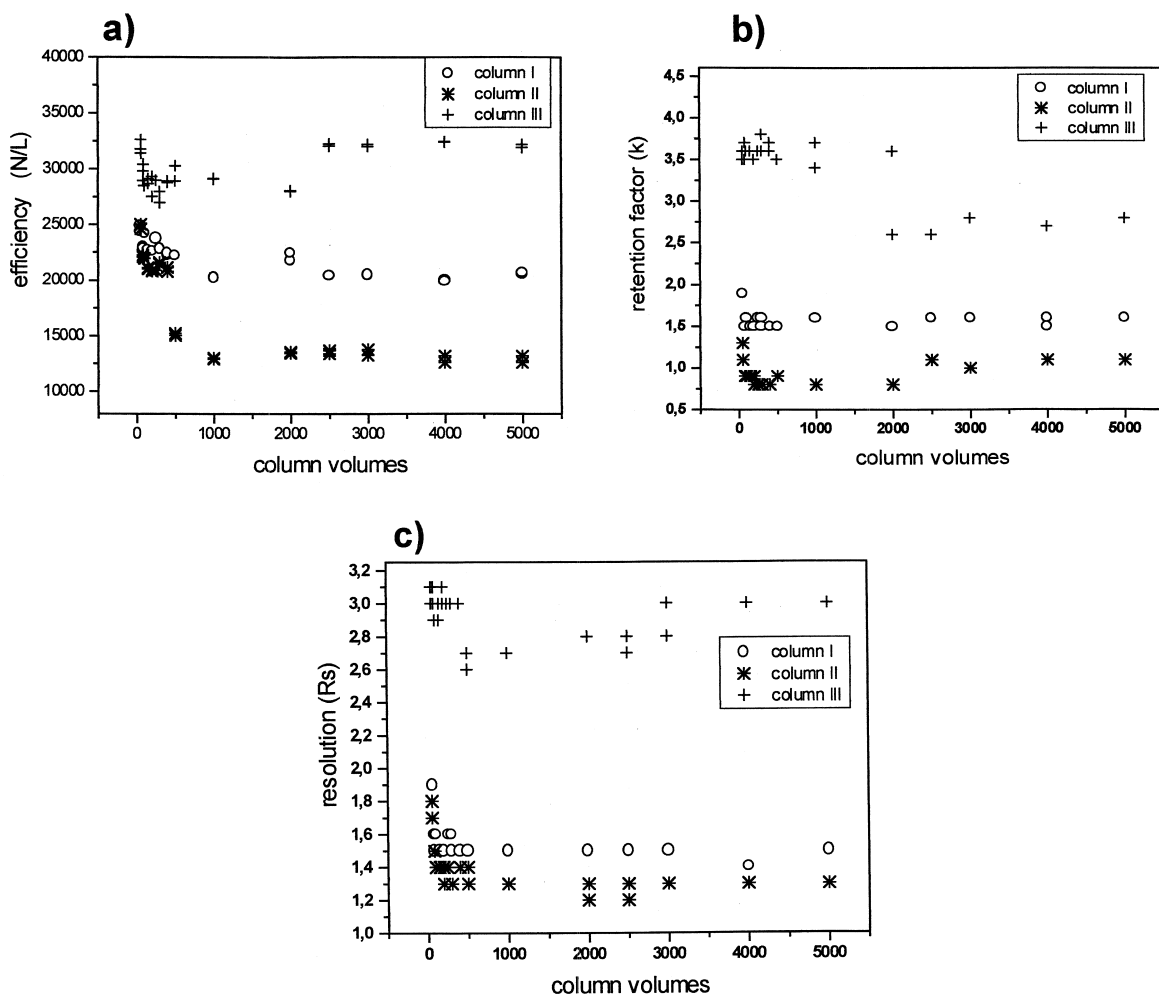 a)
40000
35000
30000
25000
20000
15000
10000
efficiency (N/L)
0 1000 2000 3000 4000 5000
column volumes
column I
column II
column III
b)
4,5
4,0
3,5
3,0
2,5
2,0
1,5
1,0
0,5
retention factor (k)
0 1000 2000 3000 4000 5000
column volumes
column I
column II
column III
c)
3,2
3,0
2,8
2,6
2,4
2,2
2,0
1,8
1,6
1,4
1,2
1,0
resolution (Rs)
0 1000 2000 3000 4000 5000
column volumes
column I
column II
column III